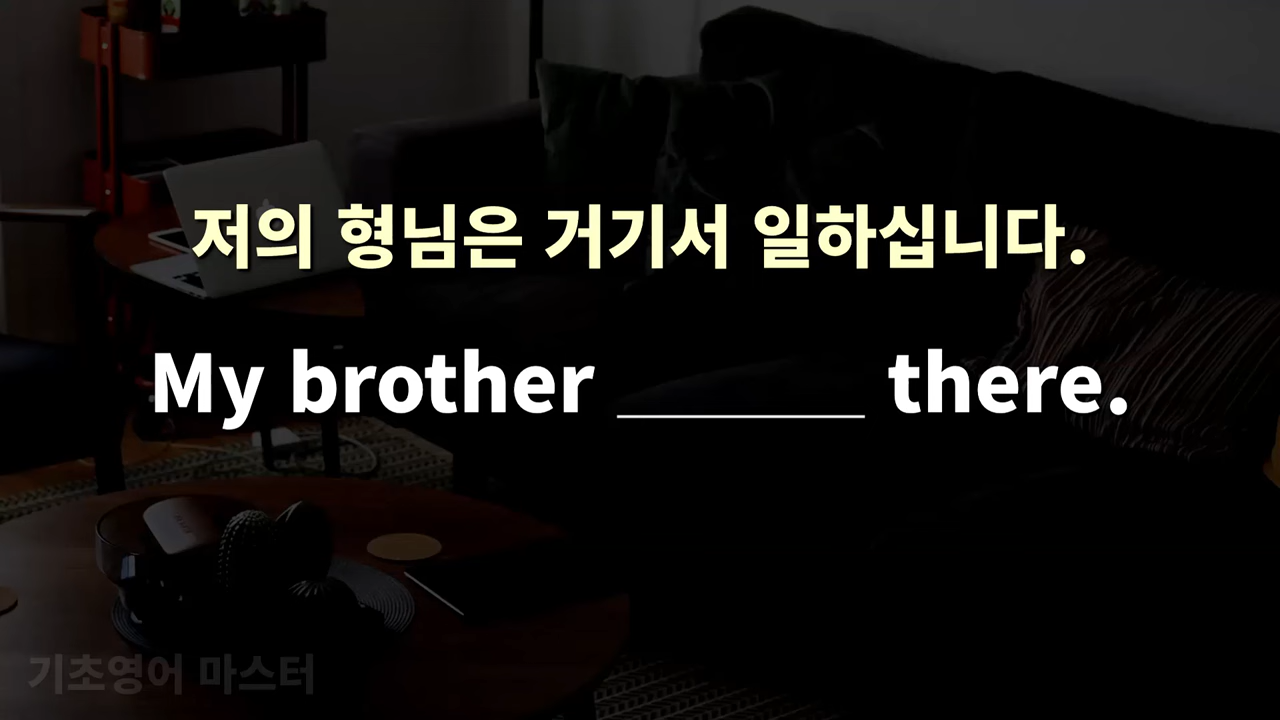 저의 형님은 거기서 일하십니다.
My brother ______ there.
기초영어 마스터